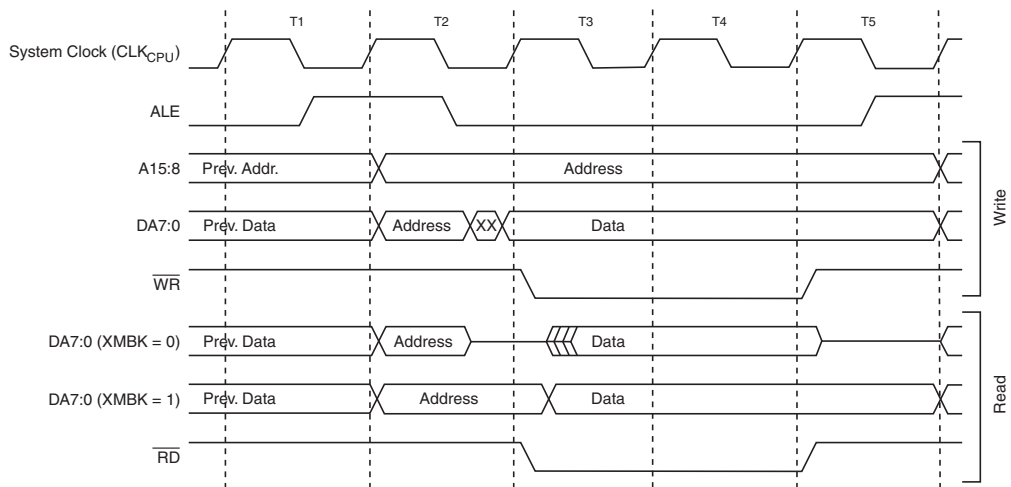 T1 T2 T3 T4 T5
System Clock (CLKCPU)
ALE
A15:8 Prev. Addr. Address
DA7:0 Prev. Data Address XX Data
WR
Write
DA7:0 (XMBK = 0) Prev. Data Address Data
DA7:0 (XMBK = 1) Prev. Data Address Data
RD
Read